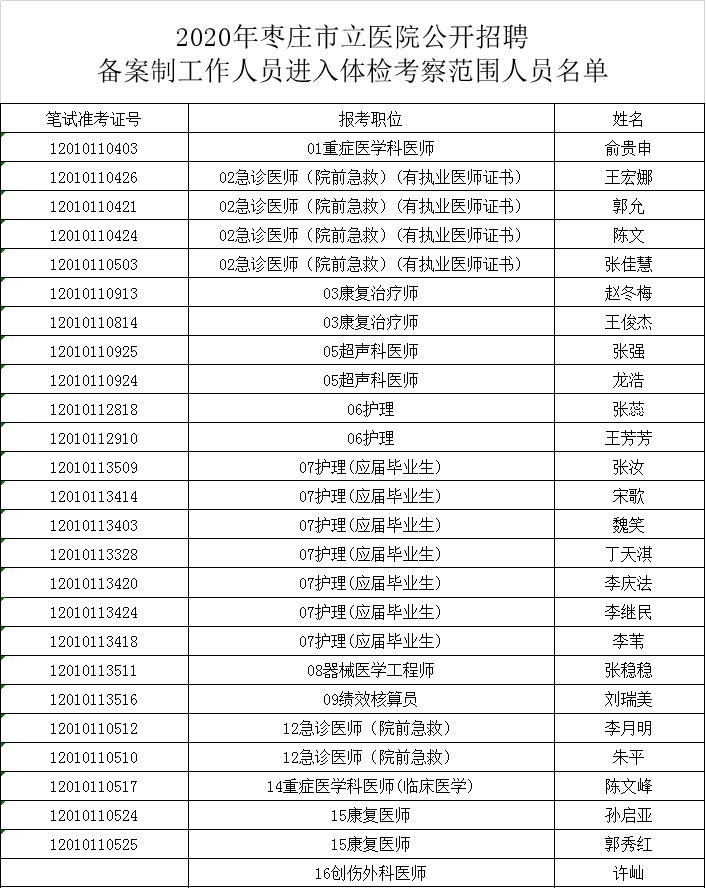 2020年枣庄市立医院公开招聘
备案制工作人员进入体检考察范围人员名单
笔试准考证号 报考职位 姓名
12010110403 01重症医学科医师 俞贵申
12010110426 02急诊医师（院前急救）(有执业医师证书) 王宏娜
12010110421 02急诊医师（院前急救）(有执业医师证书) 郭允
12010110424 02急诊医师（院前急救）(有执业医师证书) 陈文
12010110503 02急诊医师（院前急救）(有执业医师证书) 张佳慧
12010110913 03康复治疗师 赵冬梅
12010110814 03康复治疗师 王俊杰
12010110925 05超声科医师 张强
12010110924 05超声科医师 龙浩
12010112818 06护理 张蕊
12010112910 06护理 王芳芳
12010113509 07护理(应届毕业生) 张汝
12010113414 07护理(应届毕业生) 宋歌
12010113403 07护理(应届毕业生) 魏笑
12010113328 07护理(应届毕业生) 丁天淇
12010113420 07护理(应届毕业生) 李庆法
12010113424 07护理(应届毕业生) 李继民
12010113418 07护理(应届毕业生) 李苇
12010113511 08器械医学工程师 张稳稳
12010113516 09绩效核算员 刘瑞美
12010110512 12急诊医师（院前急救） 李月明
12010110510 12急诊医师（院前急救） 朱平
12010110517 14重症医学科医师(临床医学) 陈文峰
12010110524 15康复医师 孙启亚
12010110525 15康复医师 郭秀红
16创伤外科医师 许屾